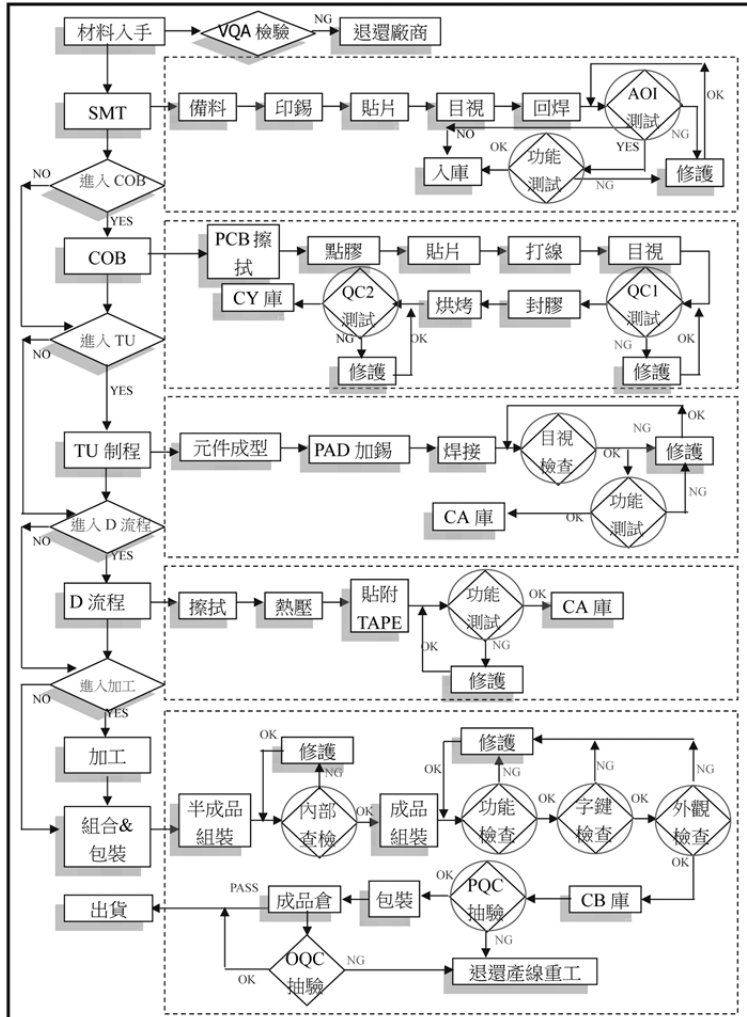 材料入手
VQA 檢驗
NG
退還廠商
SMT
備料
印錫
貼片
目視
回焊
AOI
測試
OK
NG
NO
YES
入庫
OK
功能
測試
NG
修護
NO
進入 COB
YES
COB
PCB 擦
拭
點膠
貼片
打線
目視
CY 庫
QC2
測試
烘烤
封膠
QC1
測試
NG
OK
修護
NG
OK
修護
進入 TU
NO
YES
TU 制程
元件成型
PAD 加錫
焊接
目視
檢查
OK
NG
OK
修護
NG
CA 庫
OK
功能
測試
進入 D 流程
NO
YES
D 流程
擦拭
熱壓
貼附
TAPE
功能
測試
OK
CA 庫
OK
NG
修護
進入加工
NO
YES
加工
組合&
包裝
半成品
組裝
OK
修護
NG
內部
查檢
OK
成品
組裝
OK
修護
NG
NG
NG
功能
檢查
OK
字鍵
檢查
OK
外觀
檢查
OK
出貨
PASS
成品倉
包裝
OK
PQC
抽驗
CB 庫
NG
OK
OQC
抽驗
NG
退還產線重工